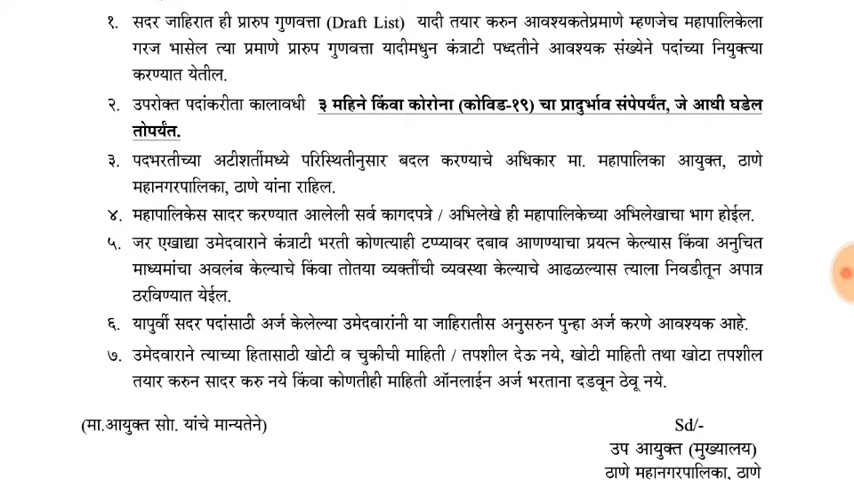 १. सदर जाहिरात ही प्रारुप गुणवत्ता (Draft List) यादी तयार करुन आवश्यकतेप्रमाणे म्हणजेच महापालिकेला
गरज भासेल त्या प्रमाणे प्रारुप गुणवत्ता यादीमधुन कंत्राटी पध्दतीने आवश्यक संख्येने पदांच्या नियुक्त्या
करण्यात येतील.
२. उपरोक्त पदांकरीता कालावधी ३ महिने किंवा कोरोना (कोविड-१९) चा प्रादुर्भाव संपेपर्यंत, जे आधी घडेल
तोपर्यंत.
३. पदभरतीच्या अटीशर्तीमध्ये परिस्थितीनुसार बदल करण्याचे अधिकार मा. महापालिका आयुक्त, ठाणे
महानगरपालिका, ठाणे यांना राहिल.
४. महापालिकेस सादर करण्यात आलेली सर्व कागदपत्रे / अभिलेखे ही महापालिकेच्या अभिलेखाचा भाग होईल.
५. जर एखाद्या उमेदवाराने कंत्राटी भरती कोणत्याही टप्प्यावर दबाव आणण्याचा प्रयत्न केल्यास किंवा अनुचित
माध्यमांचा अवलंब केल्याचे किंवा तोतया व्यक्तींची व्यवस्था केल्याचे आढळल्यास त्याला निवडीतून अपात्र
ठरविण्यात येईल.
६. यापुर्वी सदर पदांसाठी अर्ज केलेल्या उमेदवारांनी या जाहिरातीस अनुसरुन पुन्हा अर्ज करणे आवश्यक आहे.
७. उमेदवाराने त्याच्या हितासाठी खोटी व चुकीची माहिती / तपशील देऊ नये, खोटी माहिती तथा खोटा तपशील
तयार करुन सादर करु नये किंवा कोणतीही माहिती ऑनलाईन अर्ज भरताना दडवून ठेवू नये.
(मा.आयुक्त सोा. यांचे मान्यतेने)
Sd/-
उप आयुक्त (मुख्यालय)
ठाणे महानगरपालिका, ठाणे